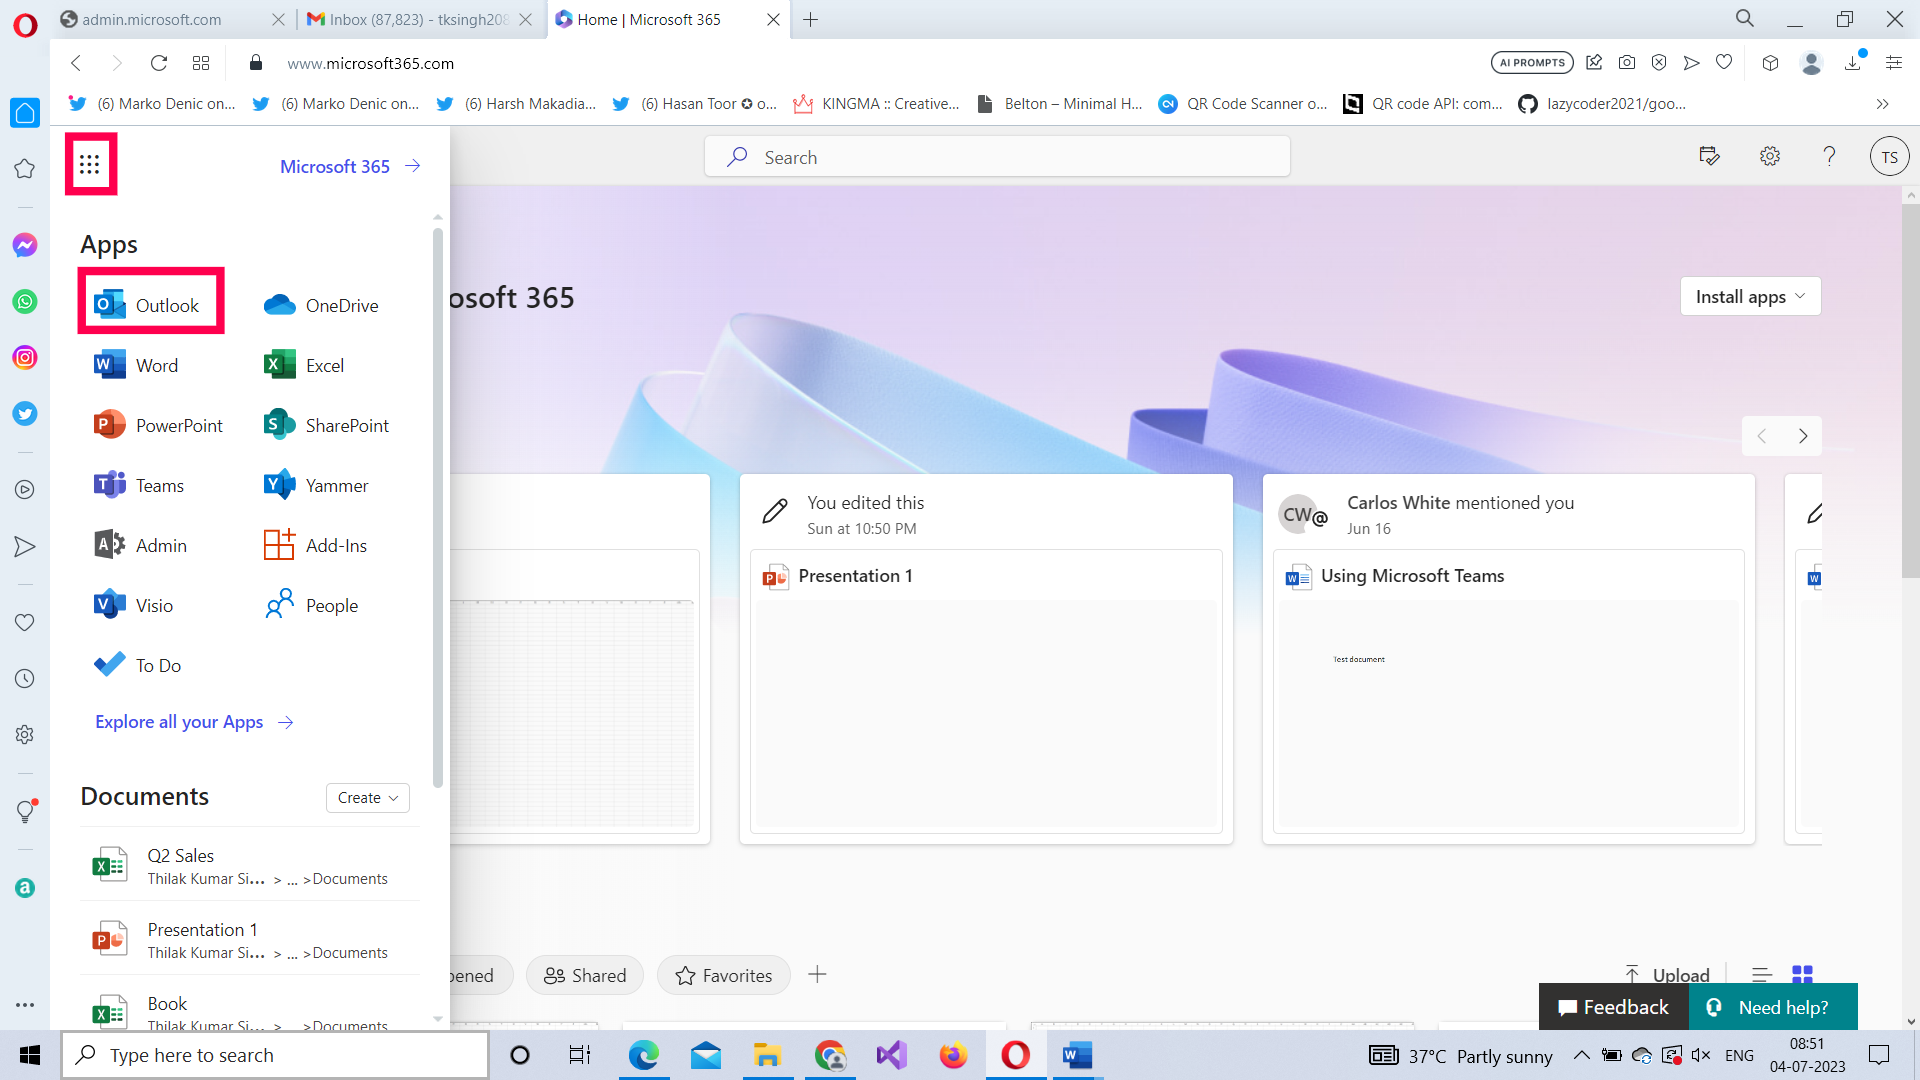 admin.microsoft.com
Inbox (87,823) - tksingh208
Home | Microsoft 365
www.microsoft365.com
AI PROMPTS
(6) Marko Denic on...
(6) Marko Denic on...
(6) Harsh Makadia...
(6) Hasan Toor ✪ o...
KINGMA :: Creative...
Belton – Minimal H...
QR Code Scanner o...
QR code API: com...
lazycoder2021/goo...
Microsoft 365
Search
TS
Apps
Outlook
OneDrive
osoft 365
Install apps
Word
Excel
PowerPoint
SharePoint
Teams
Yammer
Admin
Add-Ins
Visio
People
To Do
Explore all your Apps
You edited this
Sun at 10:50 PM
Presentation 1
CW@
Carlos White mentioned you
Jun 16
Using Microsoft Teams
Test document
Documents
Create
Q2 Sales
Thilak Kumar Si... > ... >Documents
Presentation 1
Thilak Kumar Si... > ... >Documents
Book
Thilak Kumar Si... > ... >Documents
pened
Shared
Favorites
Upload
Feedback
Need help?
Type here to search
37°C Partly sunny
ENG
08:51
04-07-2023